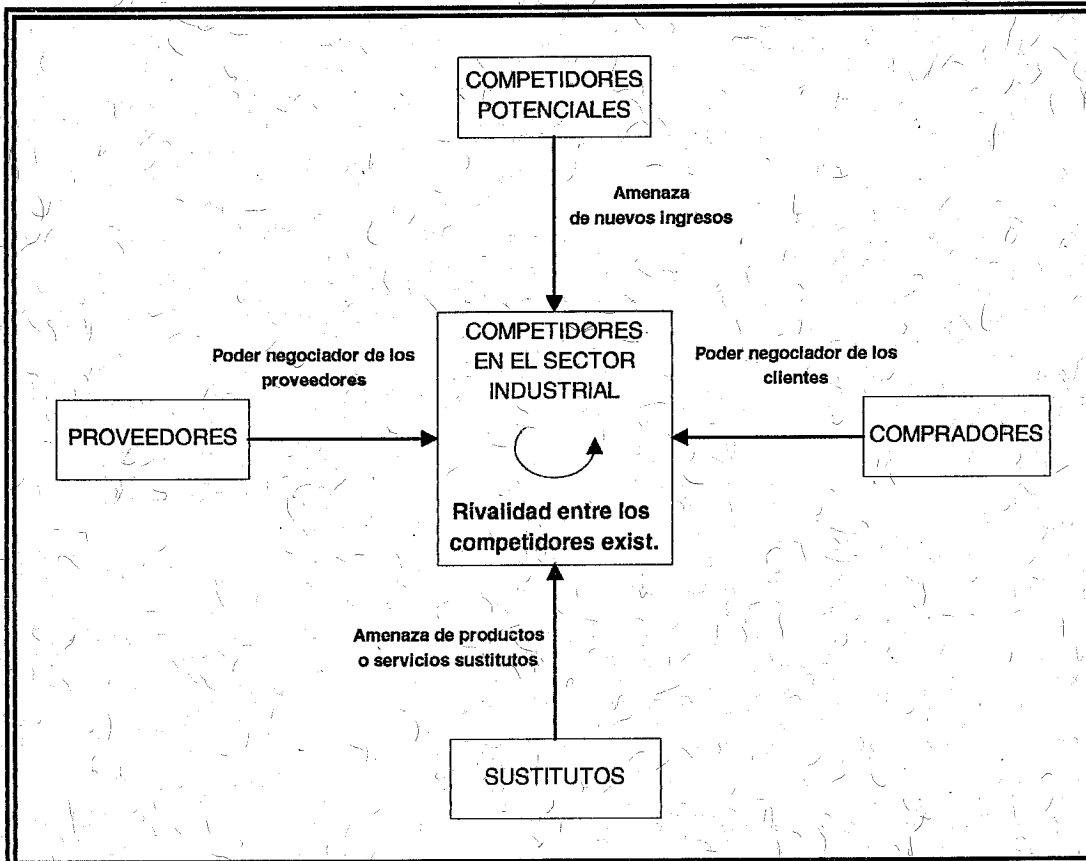 COMPETIDORES
POTENCIALES
Amenaza
de nuevos ingresos
COMPETIDORES
EN EL SECTOR
INDUSTRIAL
Poder negociador de los
proveedores
Poder negociador de los
clientes
PROVEEDORES
COMPRADORES
Rivalidad entre los
competidores exist.
Amenaza de productos
o servicios sustitutos
SUSTITUTOS